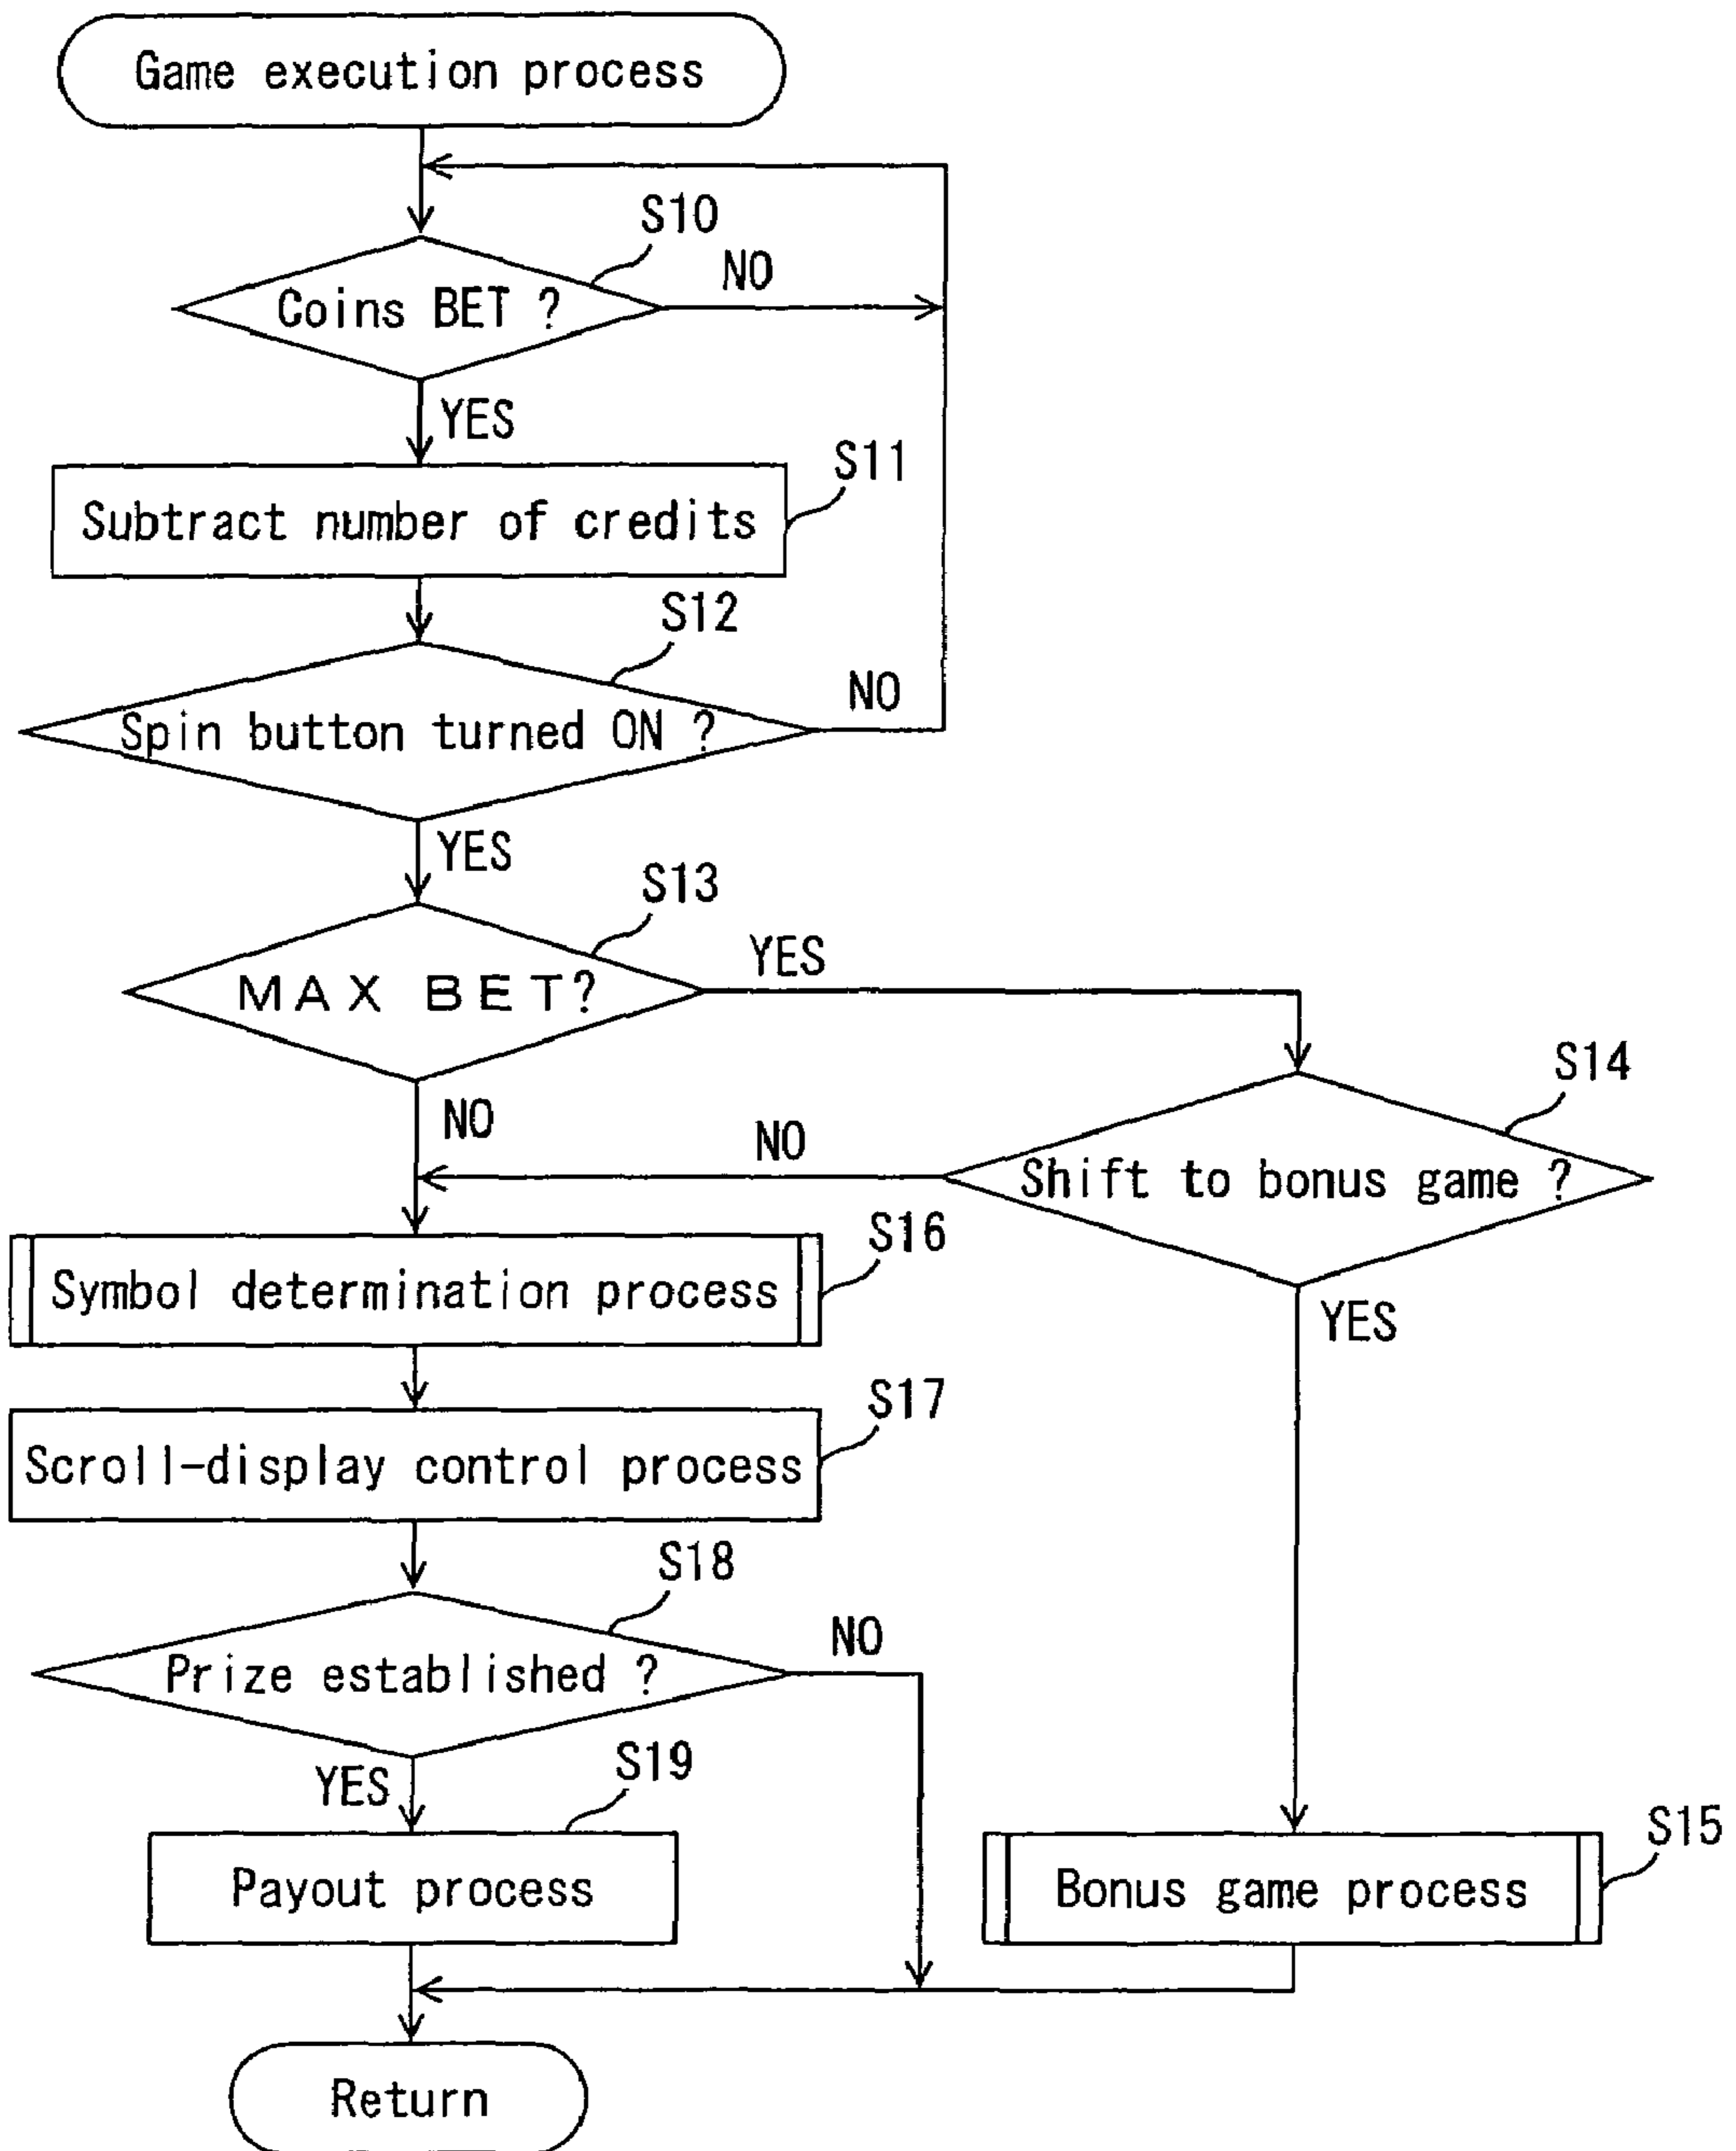 Game execution process
S10
Coins BET ?
NO
YES
S11
Subtract number of credits
S12
Spin button turned ON ?
NO
YES
S13
MAX BET?
YES
S14
NO
NO
Shift to bonus game ?
S16
Symbol determination process
YES
S17
Scroll-display control process
S18
Prize established ?
NO
YES
S19
Payout process
S15
Bonus game process
Return